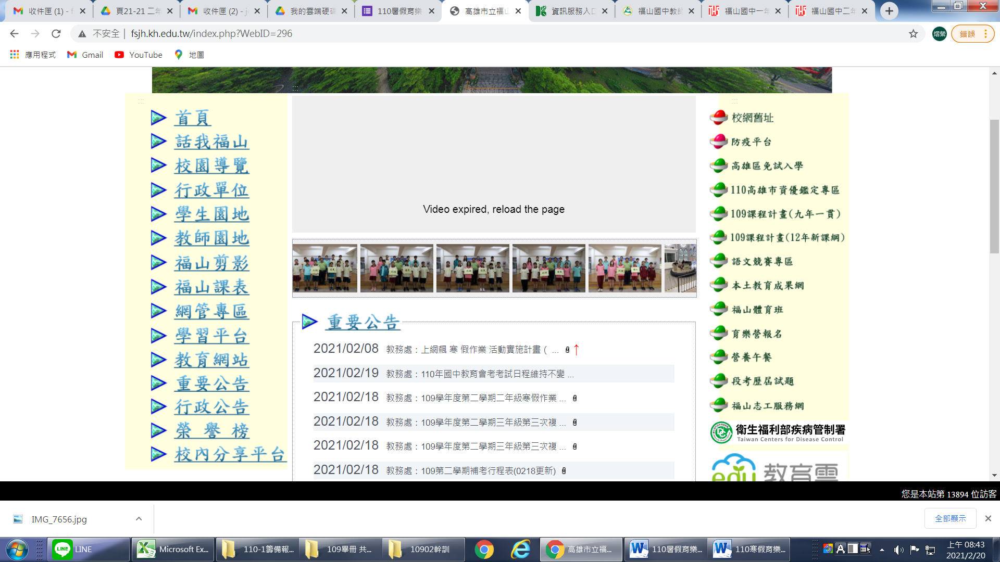 收件匣 (1) - f
頁21-21 二年
收件匣 (2) - j
我的雲端硬碟
110暑假育樂
高雄市立福山
資訊服務入口
福山國中教師
福山國中一年
福山國中二年
不安全 | fsjh.kh.edu.tw/index.php?WebID=296
熠縈
錯誤
應用程式
Gmail
YouTube
地圖
首頁
話我福山
校園導覽
行政單位
學生園地
教師園地
福山剪影
福山課表
網管專區
學習平台
教育網站
重要公告
行政公告
榮 譽 榜
校內分享平台
Video expired, reload the page
重要公告
2021/02/08 教務處：上網飆 寒 假作業 活動實施計畫（ ...
2021/02/19 教務處：110年國中教育會考考試日程維持不變 ...
2021/02/18 教務處：109學年度第二學期二年級寒假作業 ...
2021/02/18 教務處：109學年度第二學期三年級第三次複 ...
2021/02/18 教務處：109學年度第二學期三年級第三次複 ...
2021/02/18 教務處：109第二學期補考行程表(0218更新)
校網舊址
防疫平台
高雄區免試入學
110高雄市資優鑑定專區
109課程計畫(九年一貫)
109課程計畫(12年新課綱)
語文競賽專區
本土教育成果網
福山體育班
育樂營報名
營養午餐
段考歷屆試題
福山志工服務網
衛生福利部疾病管制署
Taiwan Centers for Disease Control
edu 教育雲
您是本站第 13894 位訪客
IMG_7656.jpg
全部顯示
LINE
Microsoft Ex...
110-1籌備報...
109畢冊 共...
10902幹訓
高雄市立福...
110暑假育樂...
110寒假育樂...
上午 08:43
2021/2/20